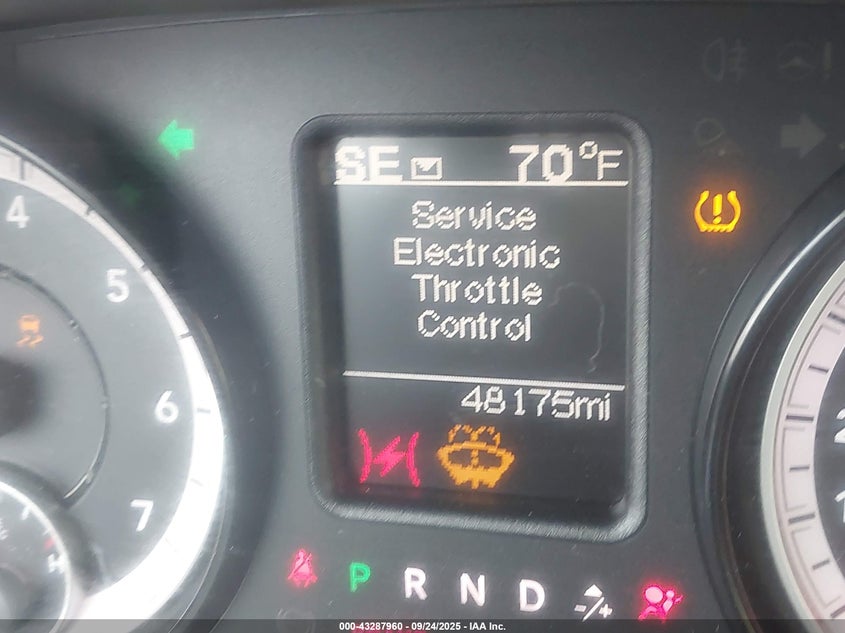 SE 70°F
Service
Electronic
Throttle
Control
48175mi
4
5
6
7
H
P R N D -/+
000-43287960 - 09/24/2025 - IAA Inc.